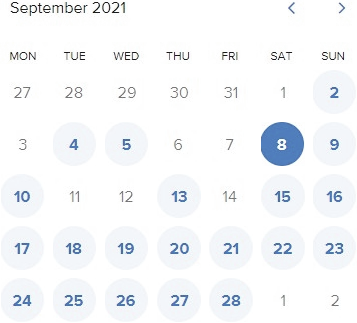 September 2021
MON TUE WED THU FRI SAT SUN
27 28 29 30 31 1 2
3 4 5 6 7 8 9
10 11 12 13 14 15 16
17 18 19 20 21 22 23
24 25 26 27 28 1 2